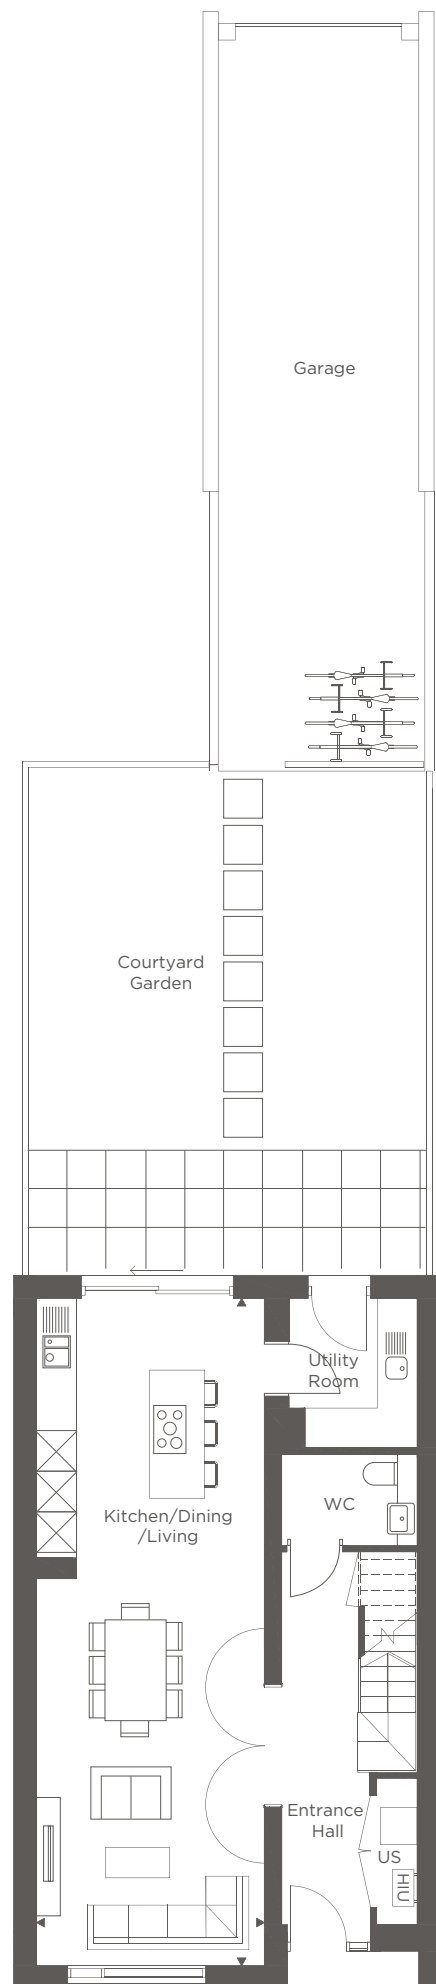 Garage
Courtyard
Garden
Utility
Room
Kitchen/Dining
/Living
WC
Entrance
Hall
US
HIU